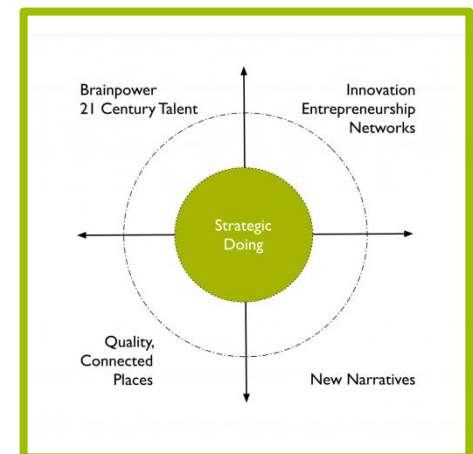 Brainpower
21 Century Talent
Innovation
Entrepreneurship
Networks
Strategic
Doing
Quality,
Connected
Places
New Narratives